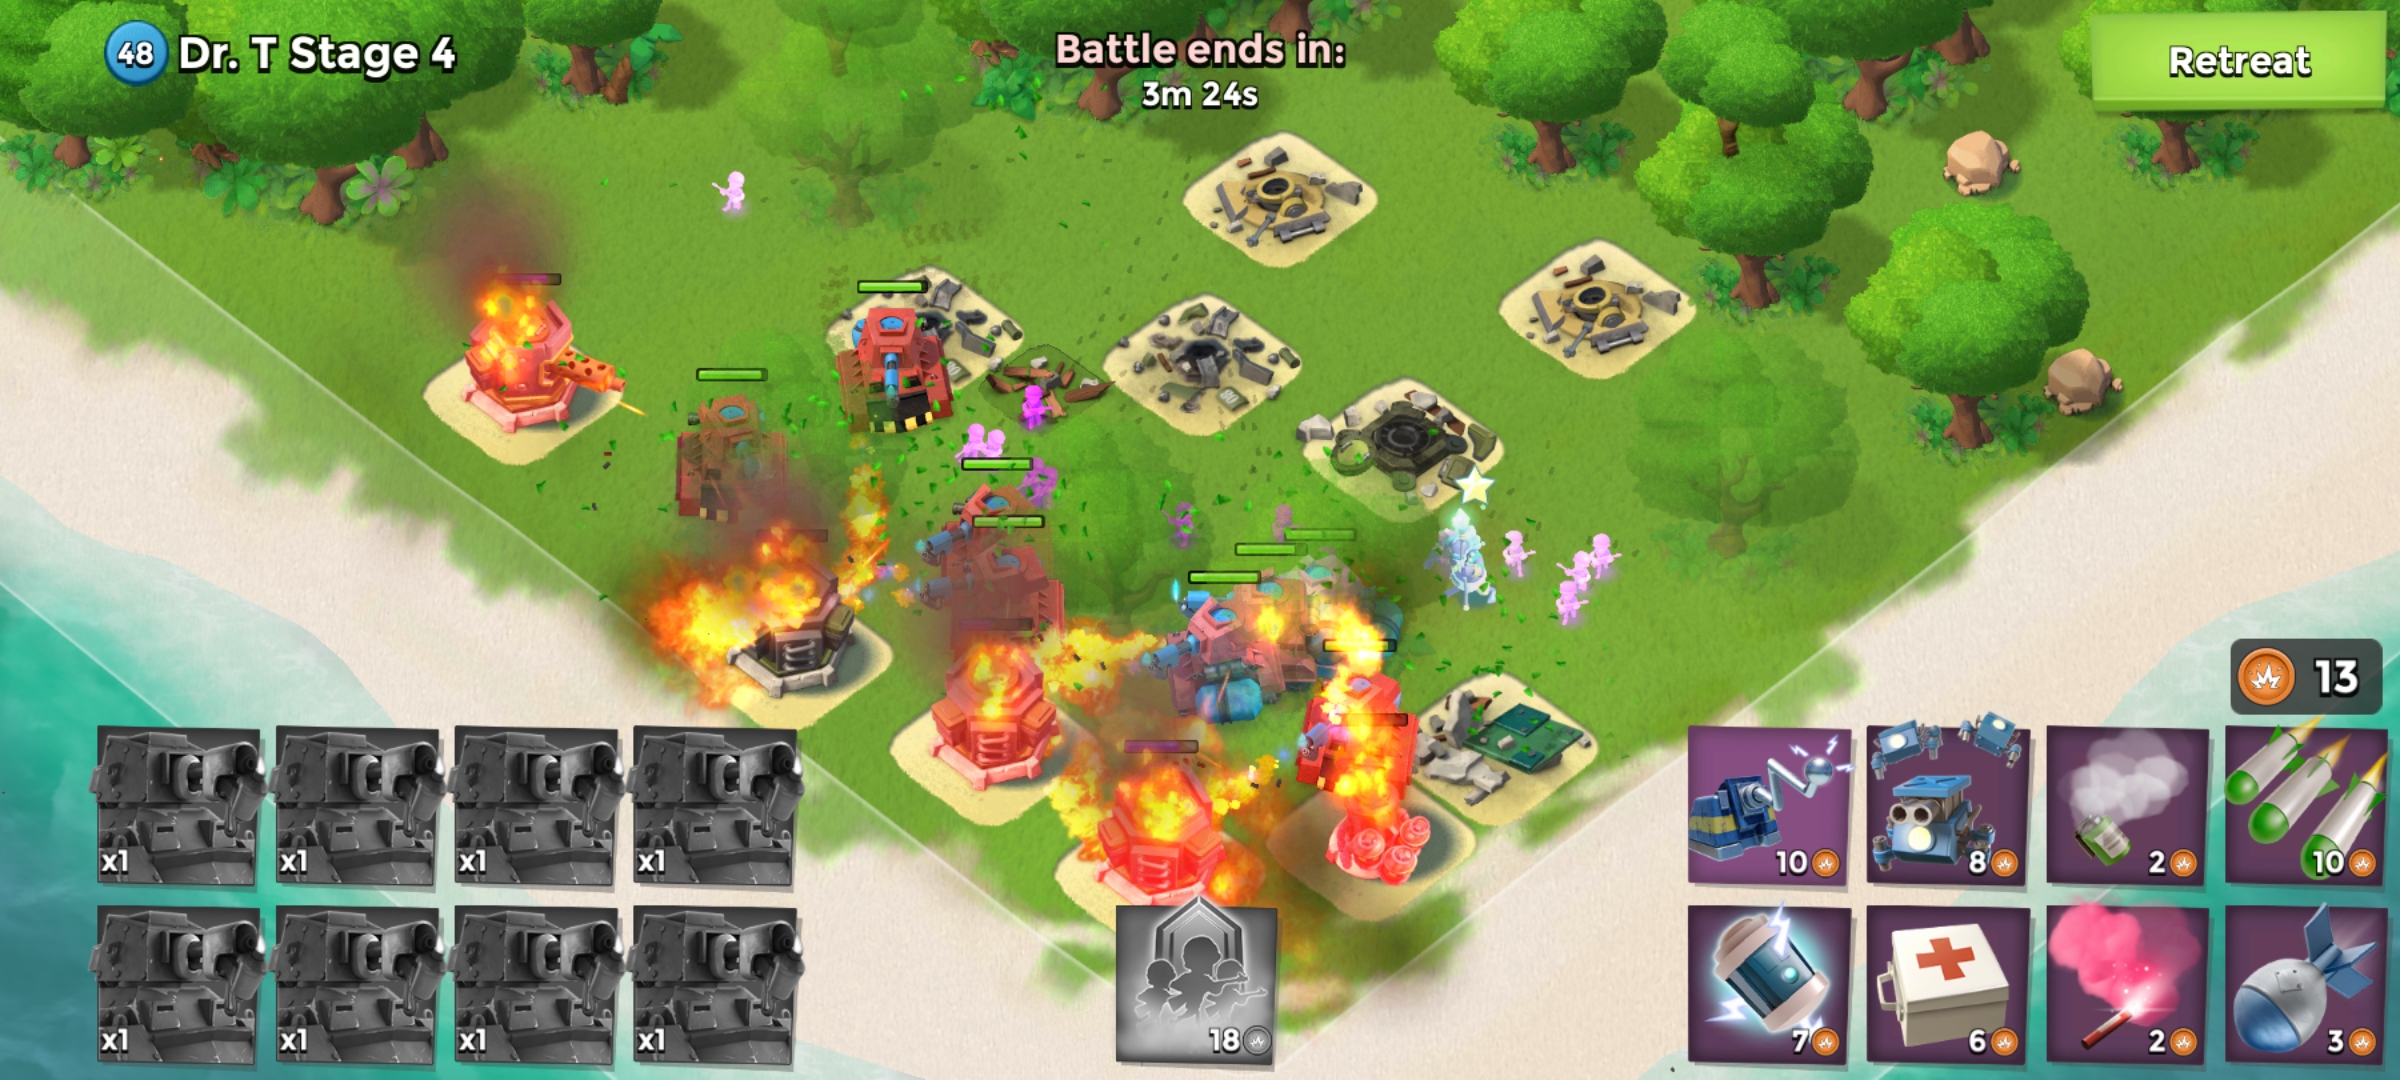 48 Dr. T Stage 4
Battle ends in:
3m 24s
Retreat
13
x1 x1 x1 x1
10 8 2 10
x1 x1 x1 x1
18
7 6 2 3